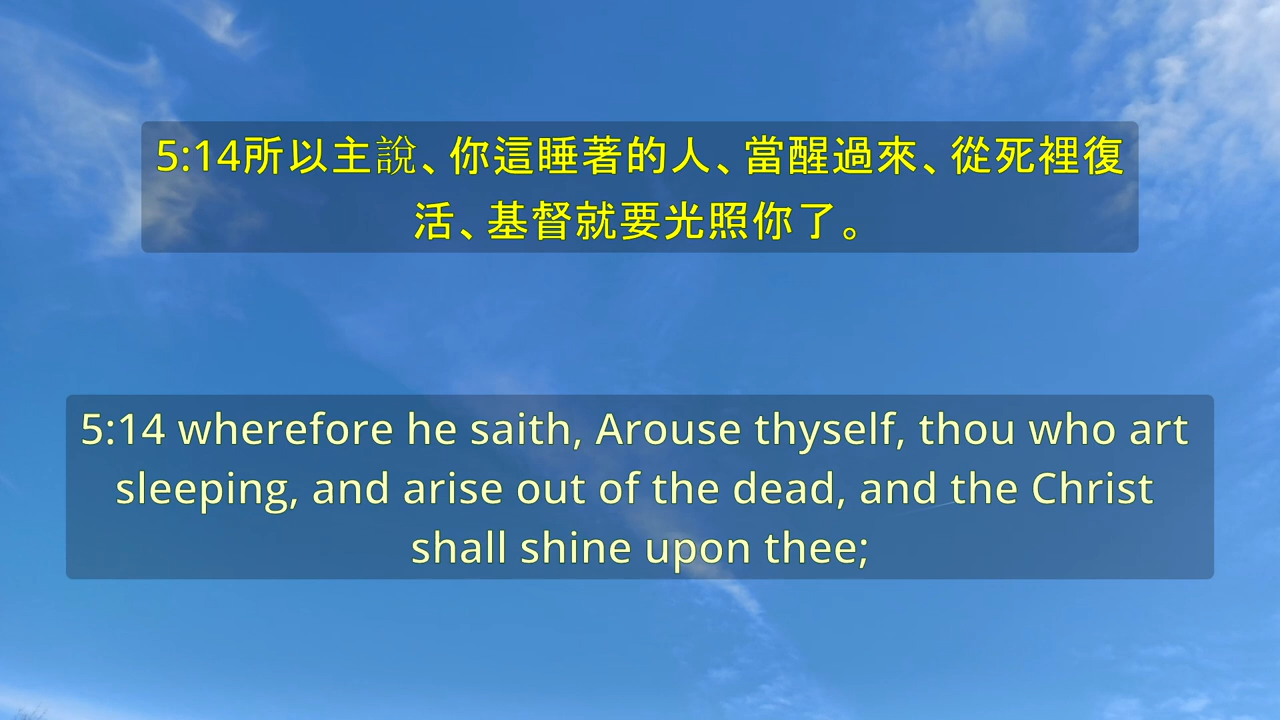 5:14所以主說、你這睡著的人、當醒過來、從死裡復
活、基督就要光照你了。
5:14 wherefore he saith, Arouse thyself, thou who art
sleeping, and arise out of the dead, and the Christ
shall shine upon thee;